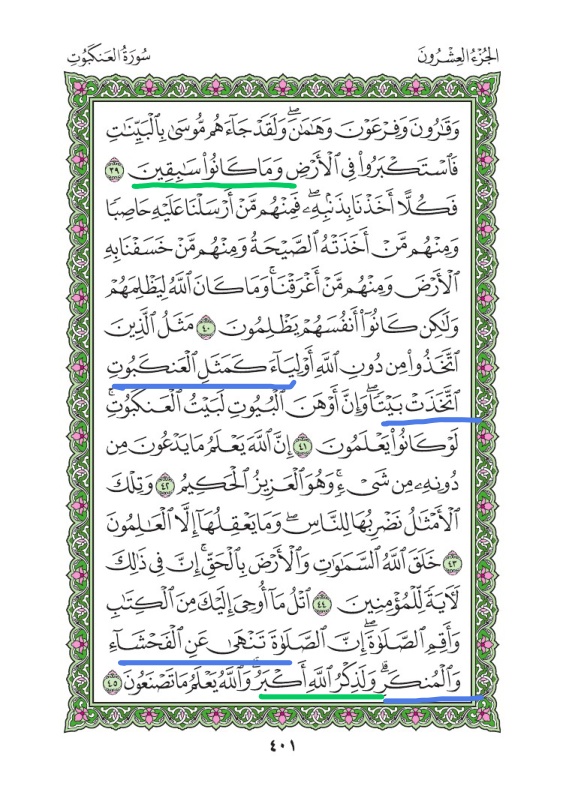 الجُزْءُ العِشْرُونَ
سُورَةُ العَنكَبُوتِ
وَقَٰرُونَ وَفِرْعَوْنَ وَهَٰمَٰنَ ۖ وَلَقَدْ جَآءَهُم مُّوسَىٰ بِٱلْبَيِّنَٰتِ
فَٱسْتَكْبَرُوا۟ فِى ٱلْأَرْضِ وَمَا كَانُوا۟ سَٰبِقِينَ ٣٩
فَكُلًّا أَخَذْنَا بِذَنۢبِهِۦ ۖ فَمِنْهُم مَّنْ أَرْسَلْنَا عَلَيْهِ حَاصِبًا
وَمِنْهُم مَّنْ أَخَذَتْهُ ٱلصَّيْحَةُ وَمِنْهُم مَّنْ خَسَفْنَا بِهِ
ٱلْأَرْضَ وَمِنْهُم مَّنْ أَغْرَقْنَا ۚ وَمَا كَانَ ٱللَّهُ لِيَظْلِمَهُمْ
وَلَٰكِن كَانُوٓا۟ أَنفُسَهُمْ يَظْلِمُونَ ٤٠ مَثَلُ ٱلَّذِينَ
ٱتَّخَذُوا۟ مِن دُونِ ٱللَّهِ أَوْلِيَآءَ كَمَثَلِ ٱلْعَنكَبُوتِ
ٱتَّخَذَتْ بَيْتًا ۖ وَإِنَّ أَوْهَنَ ٱلْبُيُوتِ لَبَيْتُ ٱلْعَنكَبُوتِ ۖ
لَوْ كَانُوا۟ يَعْلَمُونَ ٤١ إِنَّ ٱللَّهَ يَعْلَمُ مَا يَدْعُونَ مِن
دُونِهِۦ مِن شَىْءٍ ۚ وَهُوَ ٱلْعَزِيزُ ٱلْحَكِيمُ ٤٢ وَتِلْكَ
ٱلْأَمْثَٰلُ نَضْرِبُهَا لِلنَّاسِ ۖ وَمَا يَعْقِلُهَآ إِلَّا ٱلْعَٰلِمُونَ
٤٣ خَلَقَ ٱللَّهُ ٱلسَّمَٰوَٰتِ وَٱلْأَرْضَ بِٱلْحَقِّ ۚ إِنَّ فِى ذَٰلِكَ
لَءَايَةً لِّلْمُؤْمِنِينَ ٤٤ ٱتْلُ مَآ أُوحِىَ إِلَيْكَ مِنَ ٱلْكِتَٰبِ
وَأَقِمِ ٱلصَّلَوٰةَ ۖ إِنَّ ٱلصَّلَوٰةَ تَنْهَىٰ عَنِ ٱلْفَحْشَآءِ
وَٱلْمُنكَرِ ۗ وَلَذِكْرُ ٱللَّهِ أَكْبَرُ ۗ وَٱللَّهُ يَعْلَمُ مَا تَصْنَعُونَ ٤٥
٤٠١